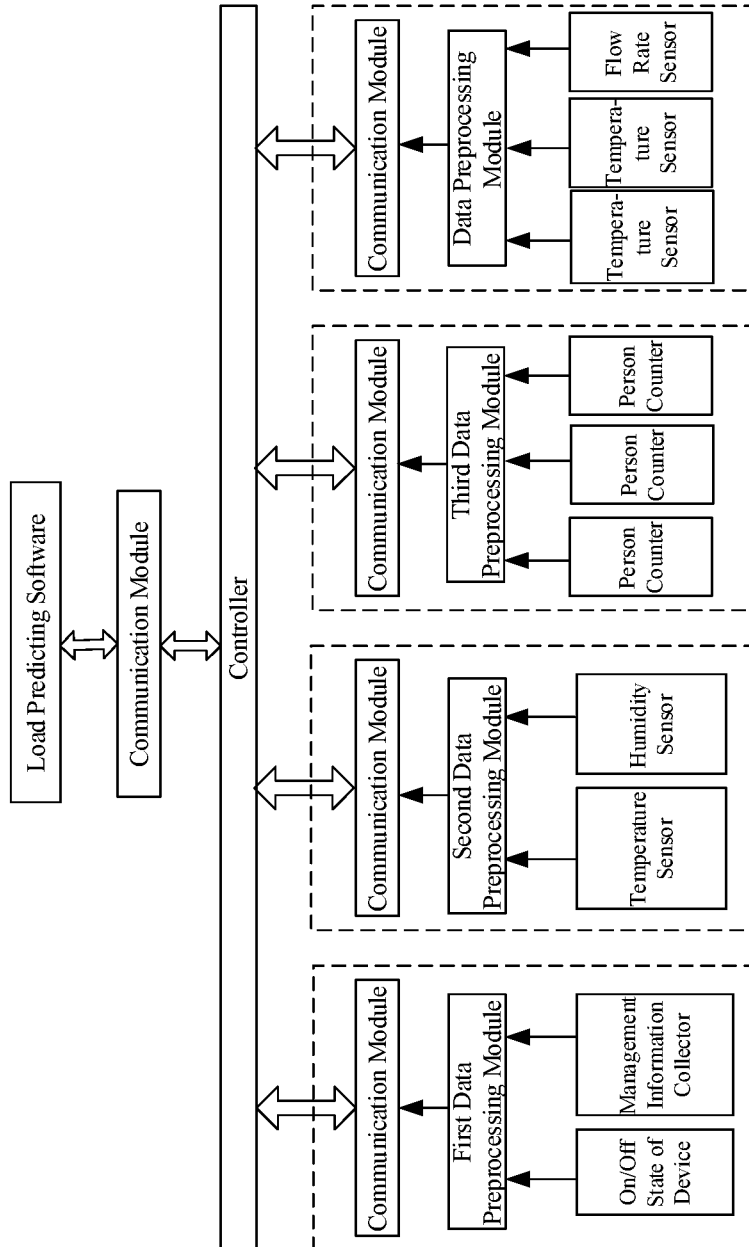 Load Predicting Software
Communication Module
Controller
Communication Module
First Data
Preprocessing Module
On/Off
State of
Device
Management
Information
Collector
Communication Module
Second Data
Preprocessing Module
Temperature
Sensor
Humidity
Sensor
Communication Module
Third Data
Preprocessing Module
Person
Counter
Person
Counter
Person
Counter
Communication Module
Data Preprocessing
Module
Tempera-
ture
Sensor
Tempera-
ture
Sensor
Flow
Rate
Sensor